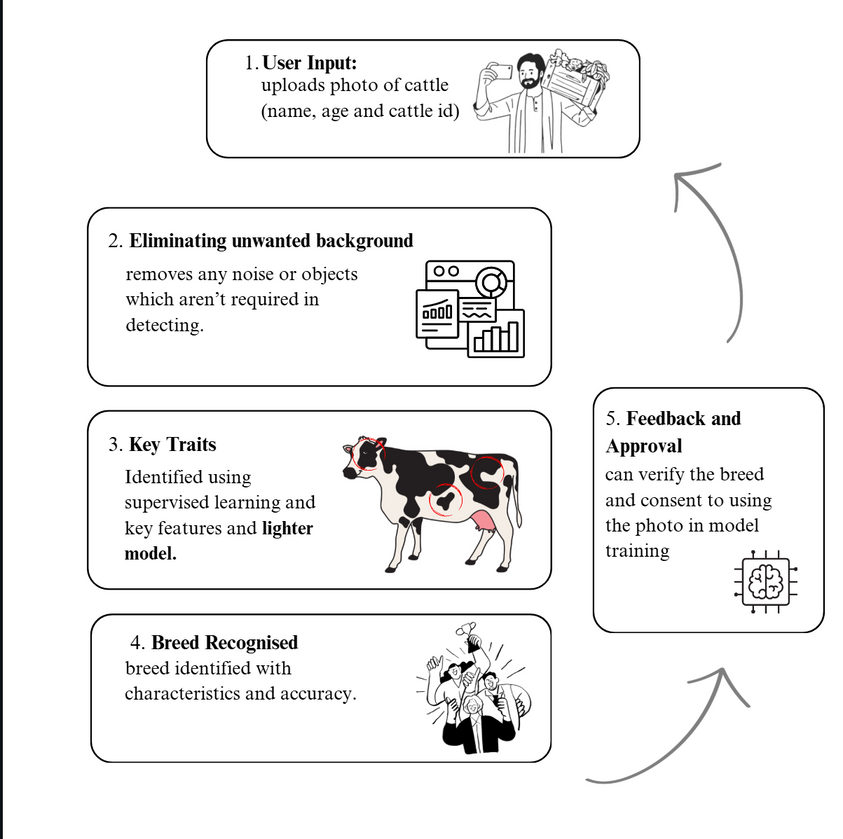 1. User Input:
uploads photo of cattle
(name, age and cattle id)
2. Eliminating unwanted background
removes any noise or objects
which aren’t required in
detecting.
3. Key Traits
Identified using
supervised learning and
key features and lighter
model.
4. Breed Recognised
breed identified with
characteristics and accuracy.
5. Feedback and
Approval
can verify the breed
and consent to using
the photo in model
training